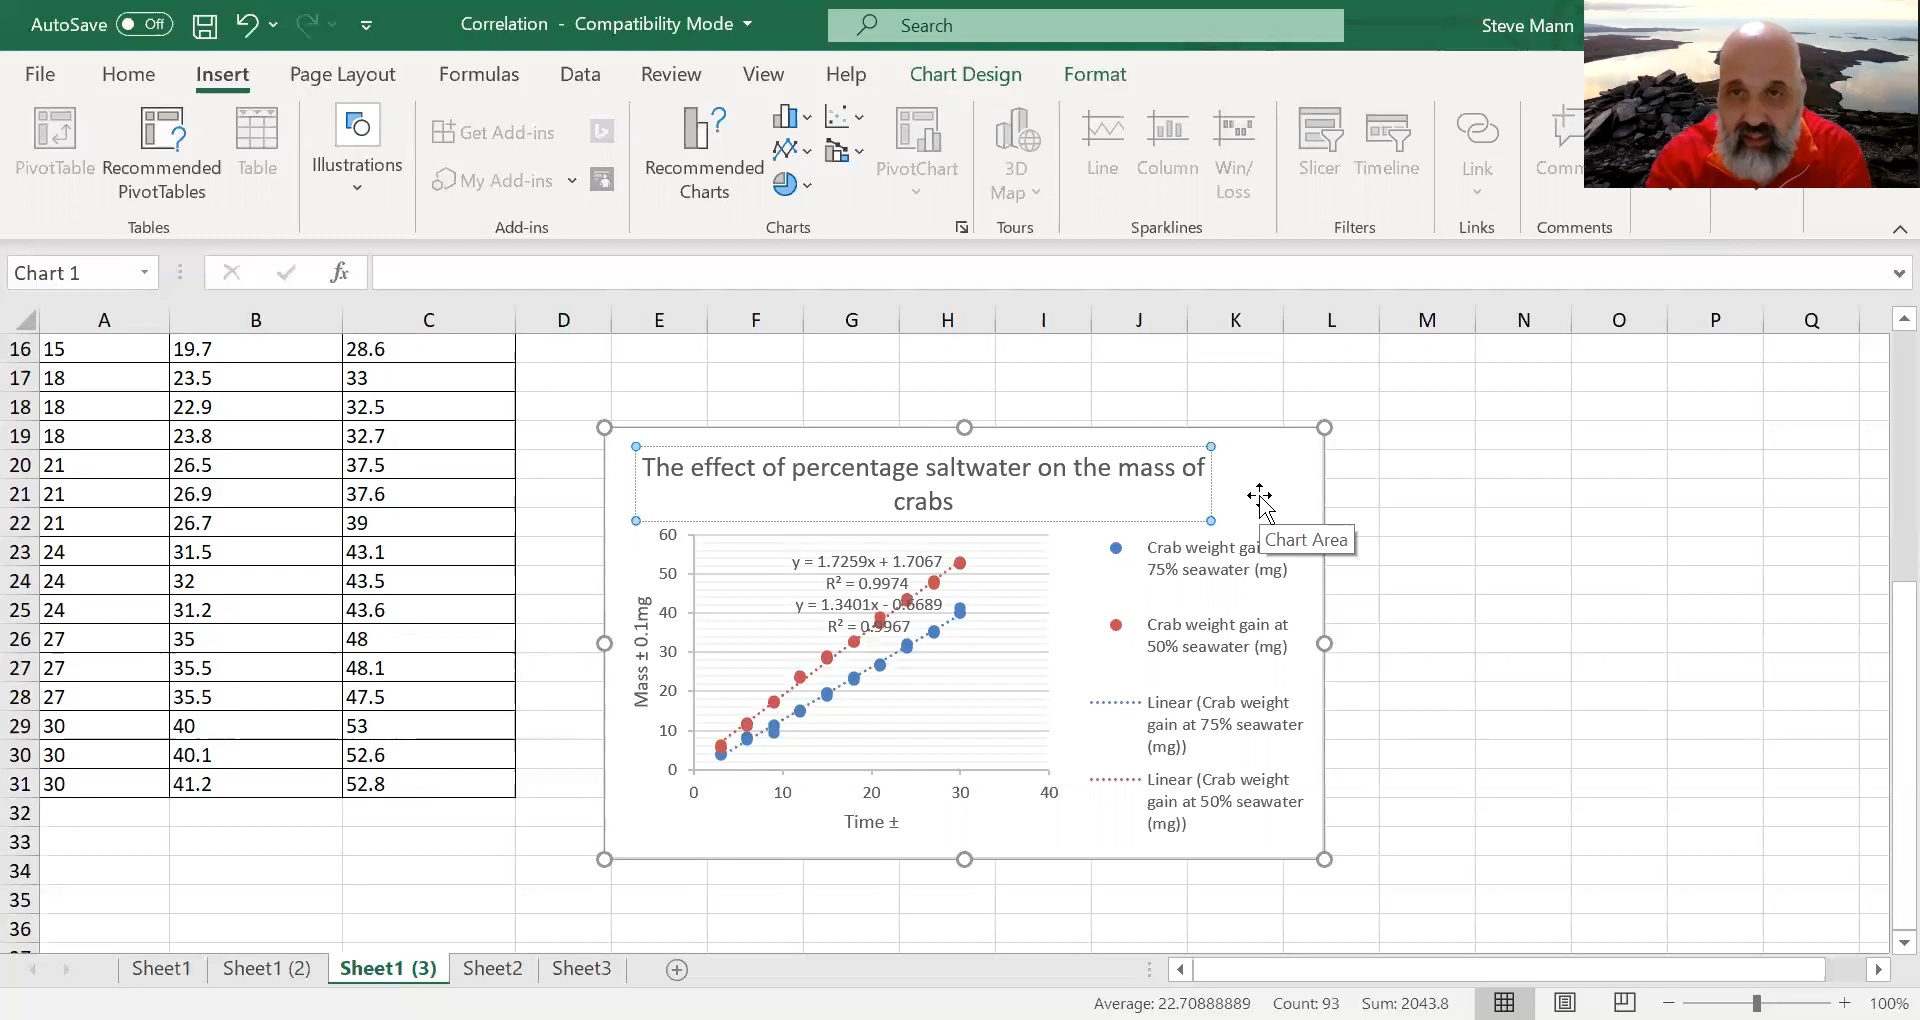 AutoSave Off
Correlation - Compatibility Mode
Search
Steve Mann
File Home Insert Page Layout Formulas Data Review View Help Chart Design Format
PivotTable
Recommended
PivotTables
Table
Illustrations
Get Add-ins
My Add-ins
Recommended
Charts
PivotChart
3D
Map
Line
Column
Win/
Loss
Slicer
Timeline
Link
Tables Add-ins Charts Tours Sparklines Filters Links Comments
Chart 1 fx
A B C D E F G H I J K L M N O P Q
16 15 19.7 28.6
17 18 23.5 33
18 18 22.9 32.5
19 18 23.8 32.7
20 21 26.5 37.5
21 21 26.9 37.6
22 21 26.7 39
23 24 31.5 43.1
24 24 32 43.5
25 24 31.2 43.6
26 27 35 48
27 27 35.5 48.1
28 27 35.5 47.5
29 30 40 53
30 30 40.1 52.6
31 30 41.2 52.8
32
33
34
35
36
The effect of percentage saltwater on the mass of
crabs
60
50
40
30
20
10
0
0 10 20 30 40
Mass ± 0.1mg
Time ±
y = 1.7259x + 1.7067
R² = 0.9974
y = 1.3401x - 0.6689
R² = 0.9967
Chart Area
Crab weight
75% seawater (mg)
Crab weight gain at
50% seawater (mg)
Linear (Crab weight
gain at 75% seawater
(mg))
Linear (Crab weight
gain at 50% seawater
(mg))
Sheet1 Sheet1 (2) Sheet1 (3) Sheet2 Sheet3
Average: 22.70888889 Count: 93 Sum: 2043.8 100%